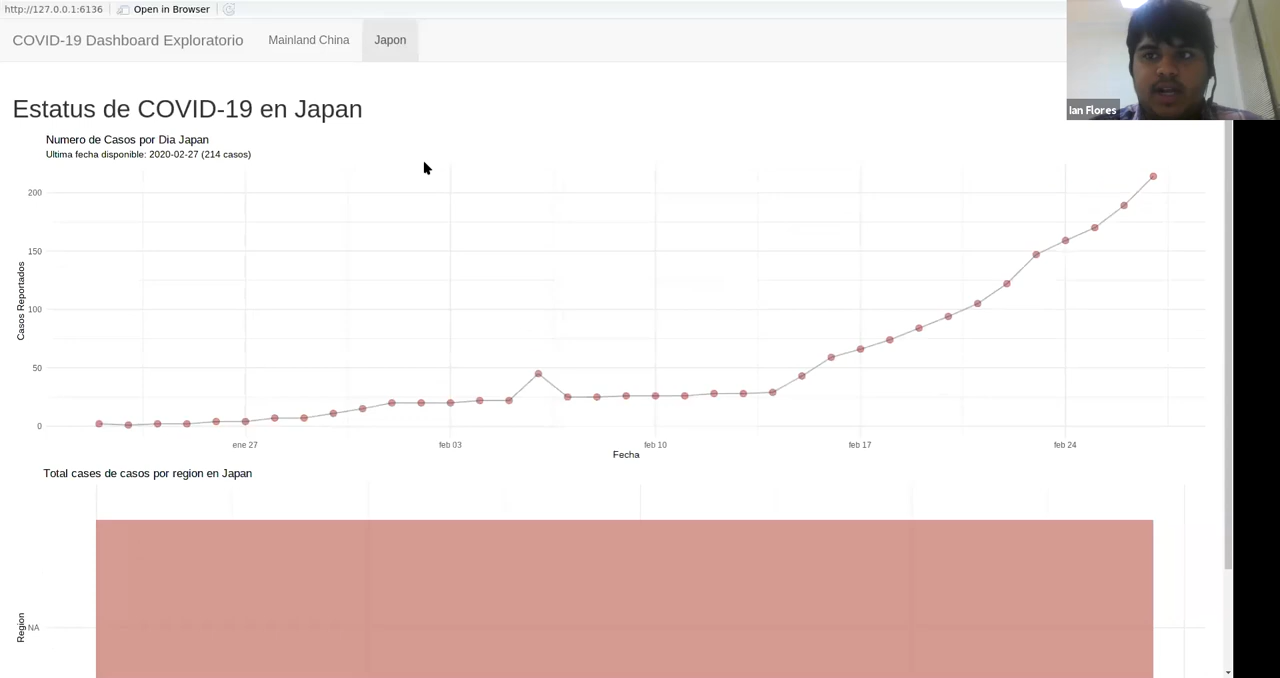 http://127.0.0.1:6136 Open in Browser
COVID-19 Dashboard Exploratorio Mainland China Japon
Ian Flores
Estatus de COVID-19 en Japan
Numero de Casos por Dia Japan
Ultima fecha disponible: 2020-02-27 (214 casos)
200
150
100
50
0
Casos Reportados
ene 27 feb 03 feb 10 feb 17 feb 24
Fecha
Total cases de casos por region en Japan
Region
NA